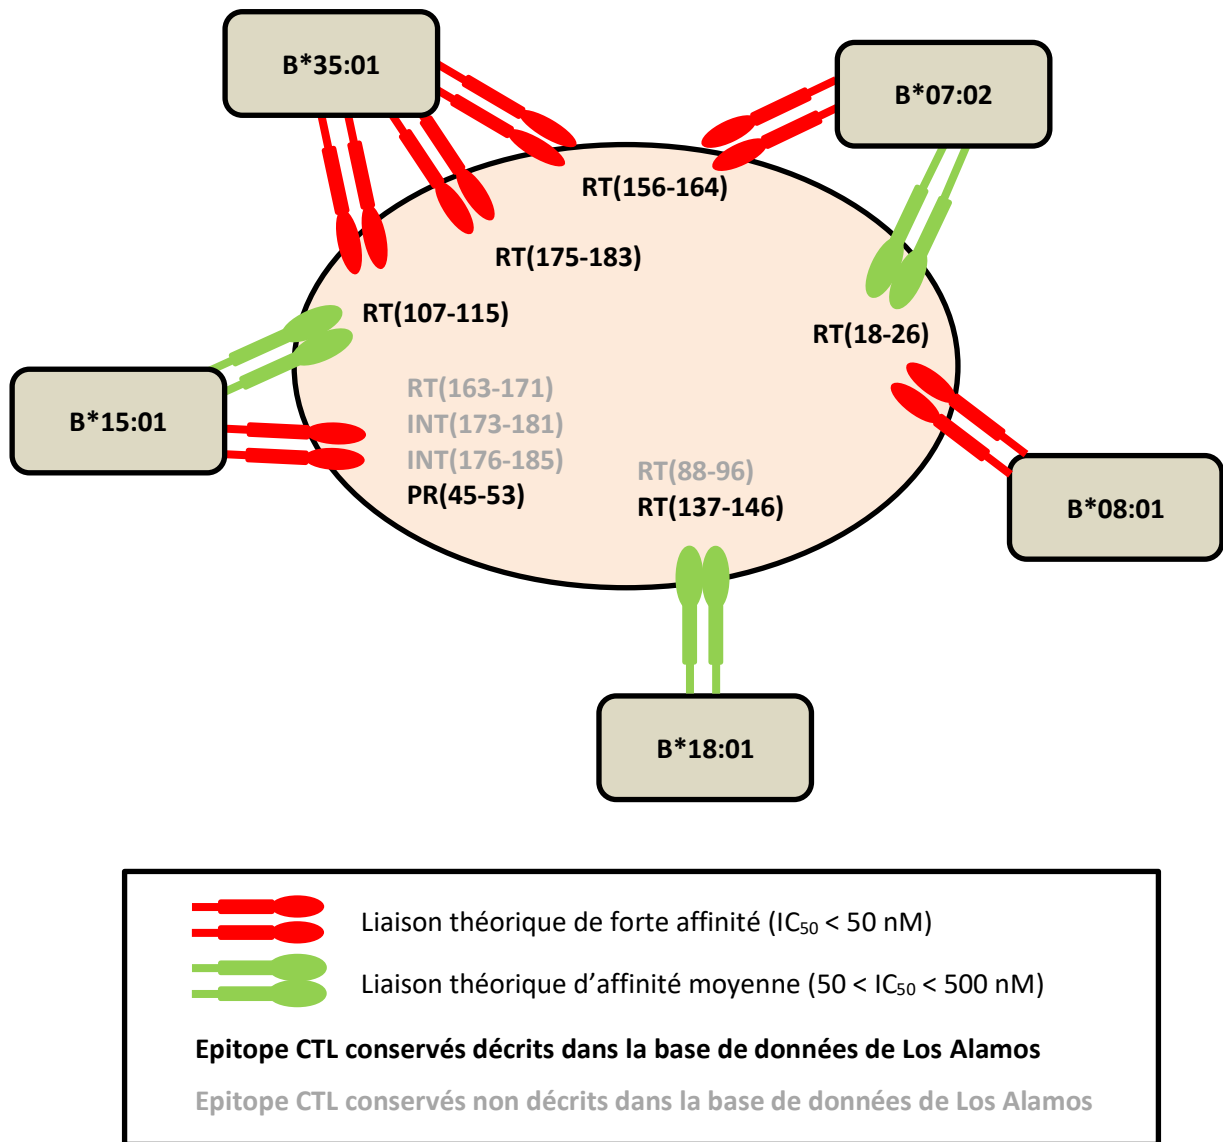 B*35:01
B*07:02
RT(156-164)
RT(175-183)
RT(107-115)
RT(18-26)
B*15:01
RT(163-171)
INT(173-181)
INT(176-185)
PR(45-53)
RT(88-96)
RT(137-146)
B*08:01
B*18:01
Liaison théorique de forte affinité (IC₅₀ < 50 nM)
Liaison théorique d’affinité moyenne (50 < IC₅₀ < 500 nM)
Epitope CTL conservés décrits dans la base de données de Los Alamos
Epitope CTL conservés non décrits dans la base de données de Los Alamos